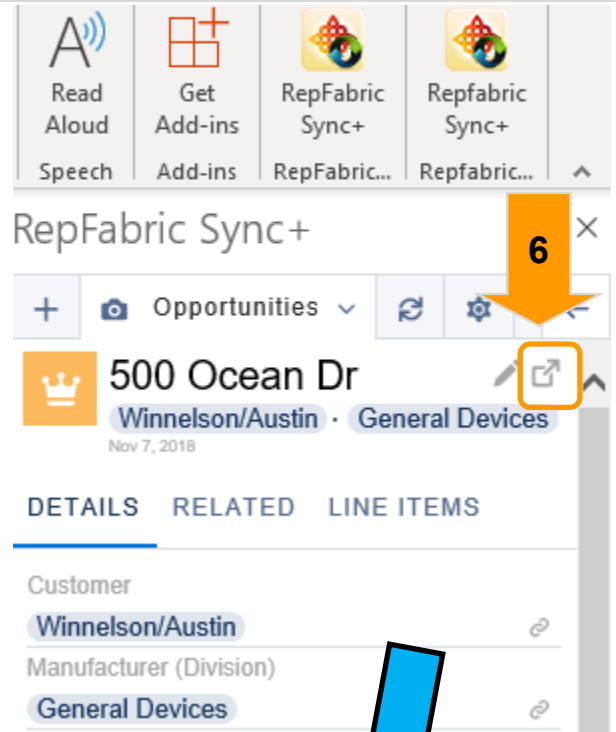 Read Aloud
Get Add-ins
RepFabric Sync+
Repfabric Sync+
Speech
Add-ins
RepFabric...
Repfabric...
RepFabric Sync+
6
Opportunities
500 Ocean Dr
Winnelson/Austin · General Devices
Nov 7, 2018
DETAILS RELATED LINE ITEMS
Customer
Winnelson/Austin
Manufacturer (Division)
General Devices